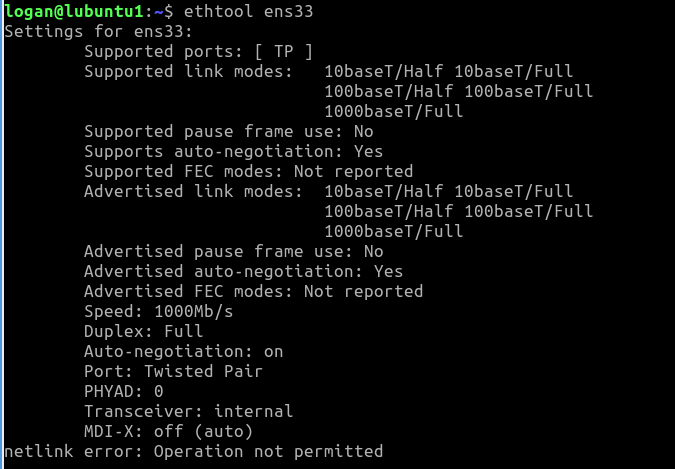 logan@lubuntu1:~$ ethtool ens33
Settings for ens33:
        Supported ports: [ TP ]
        Supported link modes:   10baseT/Half 10baseT/Full
                                100baseT/Half 100baseT/Full
                                1000baseT/Full
        Supported pause frame use: No
        Supports auto-negotiation: Yes
        Supported FEC modes: Not reported
        Advertised link modes:  10baseT/Half 10baseT/Full
                                100baseT/Half 100baseT/Full
                                1000baseT/Full
        Advertised pause frame use: No
        Advertised auto-negotiation: Yes
        Advertised FEC modes: Not reported
        Speed: 1000Mb/s
        Duplex: Full
        Auto-negotiation: on
        Port: Twisted Pair
        PHYAD: 0
        Transceiver: internal
        MDI-X: off (auto)
netlink error: Operation not permitted